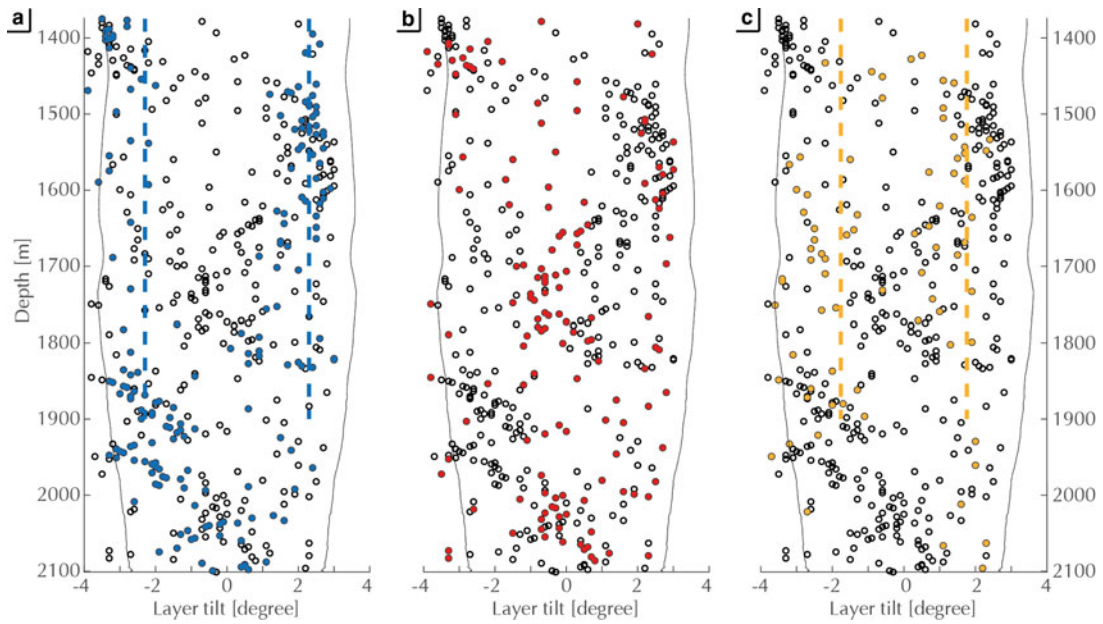 a b c
1400 1400
1500 1500
1600 1600
1700 1700
1800 1800
1900 1900
2000 2000
2100 2100
Depth [m]
-4 -2 0 2 4 -4 -2 0 2 4 -4 -2 0 2 4
Layer tilt [degree] Layer tilt [degree] Layer tilt [degree]